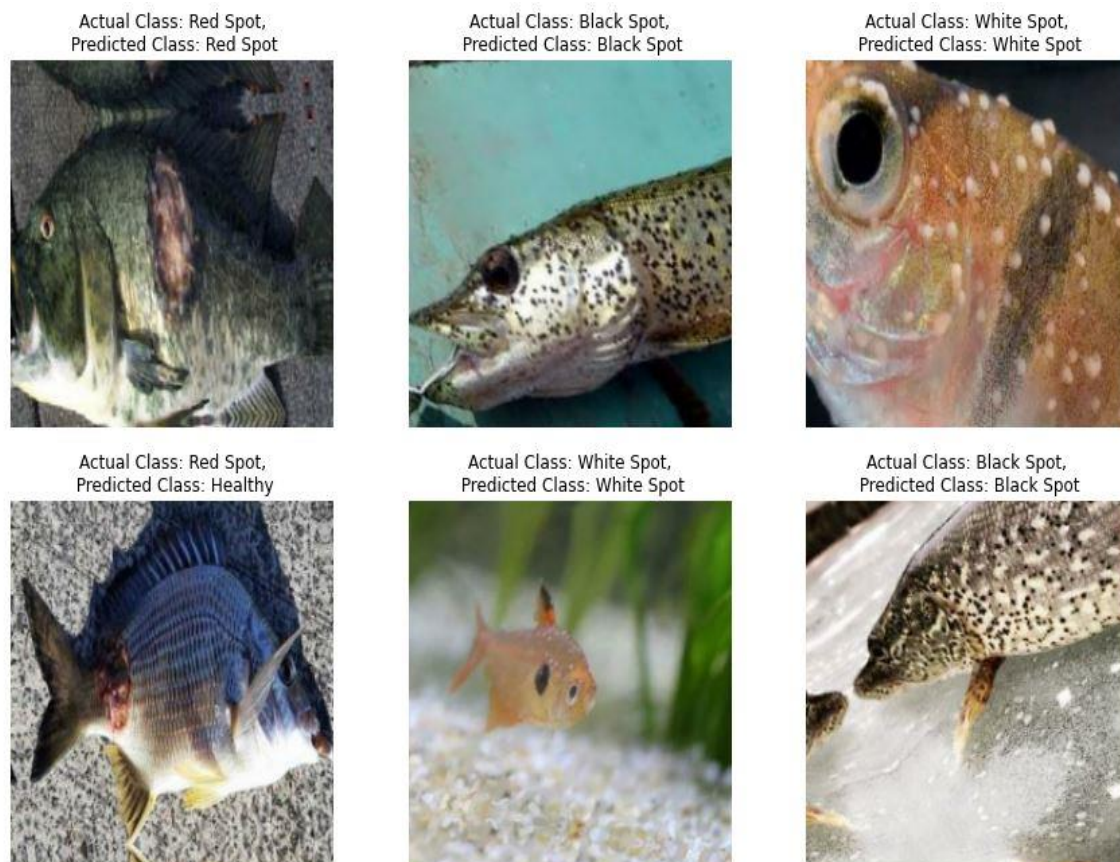 Actual Class: Red Spot,
Predicted Class: Red Spot
Actual Class: Black Spot,
Predicted Class: Black Spot
Actual Class: White Spot,
Predicted Class: White Spot
Actual Class: Red Spot,
Predicted Class: Healthy
Actual Class: White Spot,
Predicted Class: White Spot
Actual Class: Black Spot,
Predicted Class: Black Spot